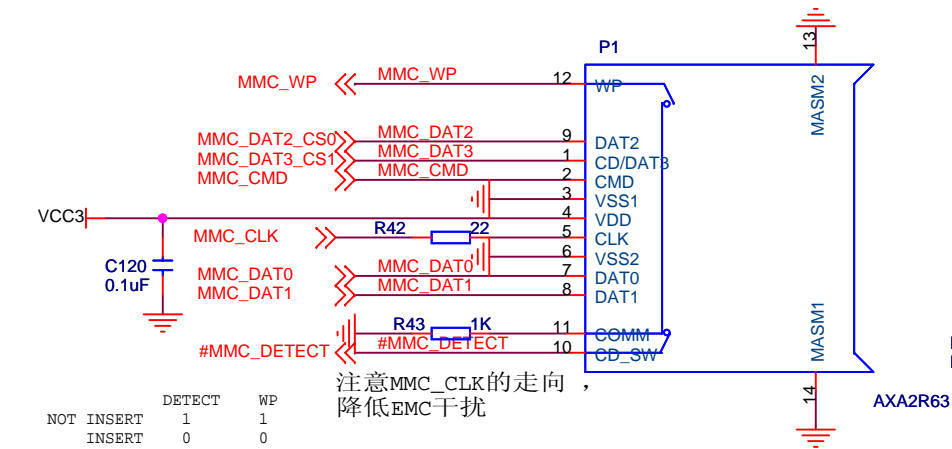 13
P1
MMC_WP MMC_WP 12 WP
MASM2
MMC_DAT2_CS0 MMC_DAT2 9 DAT2
MMC_DAT3_CS1 MMC_DAT3 1 CD/DAT3
MMC_CMD MMC_CMD 2 CMD
3 VSS1
VCC3 4 VDD
MMC_CLK R42 22 5 CLK
6 VSS2
C120 MMC_DAT0 MMC_DAT0 7 DAT0
0.1uF MMC_DAT1 MMC_DAT1 8 DAT1
R43 1K 11 COMM
#MMC_DETECT #MMC_DETECT 10 CD_SW
MASM1
14
AXA2R63
注意MMC_CLK的走向，
降低EMC干扰
DETECT WP
NOT INSERT 1 1
INSERT 0 0